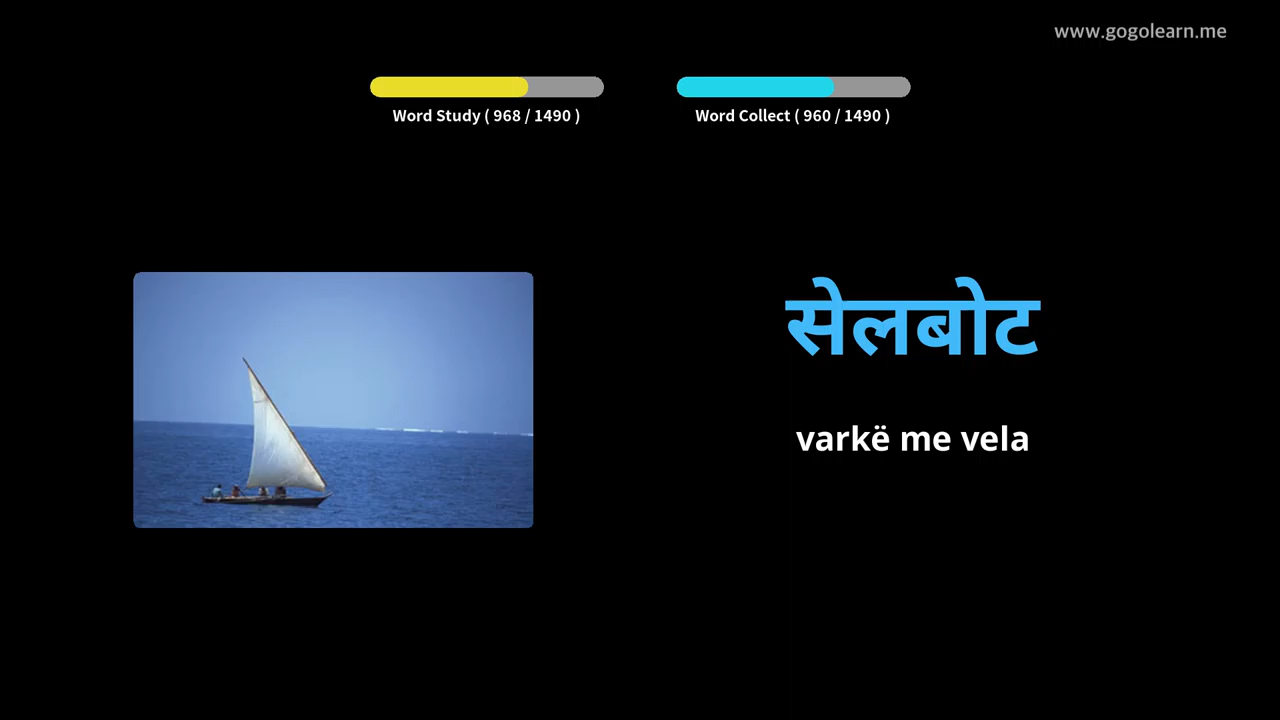 www.gogolearn.me
Word Study ( 968 / 1490 )
Word Collect ( 960 / 1490 )
सेलबोट
varkë me vela